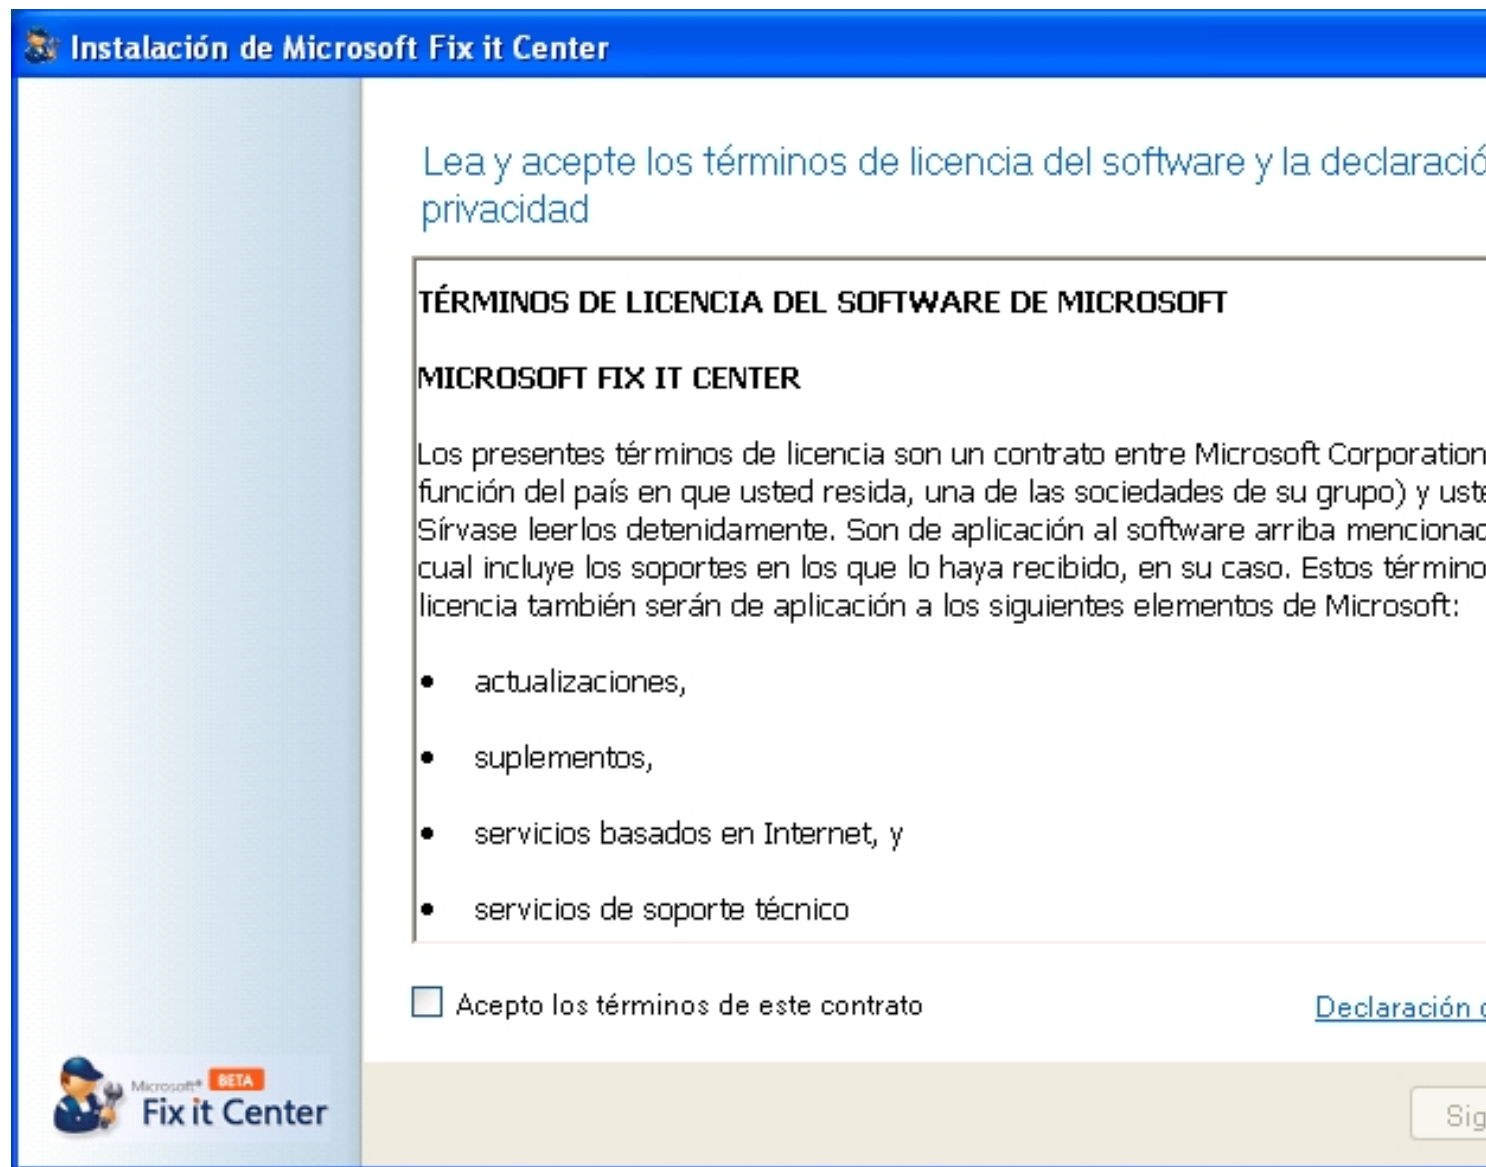 Instalación de Microsoft Fix it Center
Lea y acepte los términos de licencia del software y la declaració
privacidad
TÉRMINOS DE LICENCIA DEL SOFTWARE DE MICROSOFT
MICROSOFT FIX IT CENTER
Los presentes términos de licencia son un contrato entre Microsoft Corporation
función del país en que usted resida, una de las sociedades de su grupo) y uste
Sírvase leerlos detenidamente. Son de aplicación al software arriba mencionad
cual incluye los soportes en los que lo haya recibido, en su caso. Estos término
licencia también serán de aplicación a los siguientes elementos de Microsoft:
• actualizaciones,
• suplementos,
• servicios basados en Internet, y
• servicios de soporte técnico
Acepto los términos de este contrato
Declaración d
Microsoft® BETA
Fix it Center
Sig